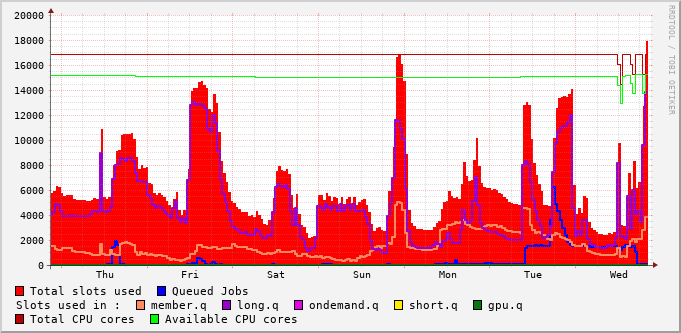 20000
18000
16000
14000
12000
10000
8000
6000
4000
2000
0
Thu Fri Sat Sun Mon Tue Wed
RRDTOOL / TOBI OETIKER
Total slots used Queued Jobs
Slots used in : member.q long.q ondemand.q short.q gpu.q
Total CPU cores Available CPU cores